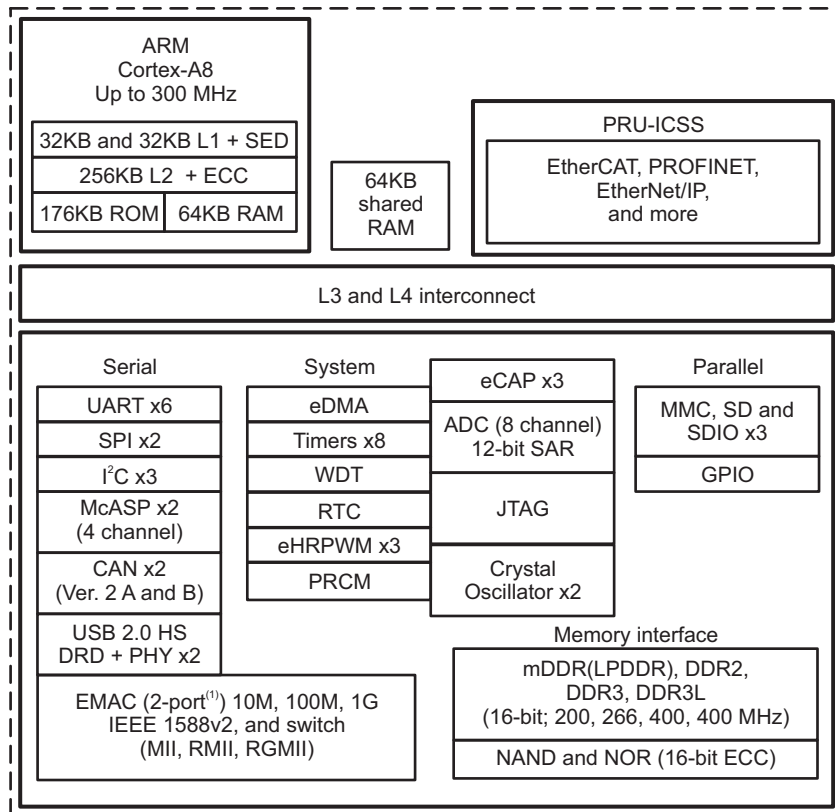 ARM
Cortex-A8
Up to 300 MHz
32KB and 32KB L1 + SED
256KB L2 + ECC
176KB ROM
64KB RAM
64KB
shared
RAM
PRU-ICSS
EtherCAT, PROFINET,
EtherNet/IP,
and more
L3 and L4 interconnect
Serial
UART x6
SPI x2
I²C x3
McASP x2
(4 channel)
CAN x2
(Ver. 2 A and B)
USB 2.0 HS
DRD + PHY x2
EMAC (2-port⁽¹⁾) 10M, 100M, 1G
IEEE 1588v2, and switch
(MII, RMII, RGMII)
System
eDMA
Timers x8
WDT
RTC
eHRPWM x3
PRCM
eCAP x3
ADC (8 channel)
12-bit SAR
JTAG
Crystal
Oscillator x2
Parallel
MMC, SD and
SDIO x3
GPIO
Memory interface
mDDR(LPDDR), DDR2,
DDR3, DDR3L
(16-bit; 200, 266, 400, 400 MHz)
NAND and NOR (16-bit ECC)